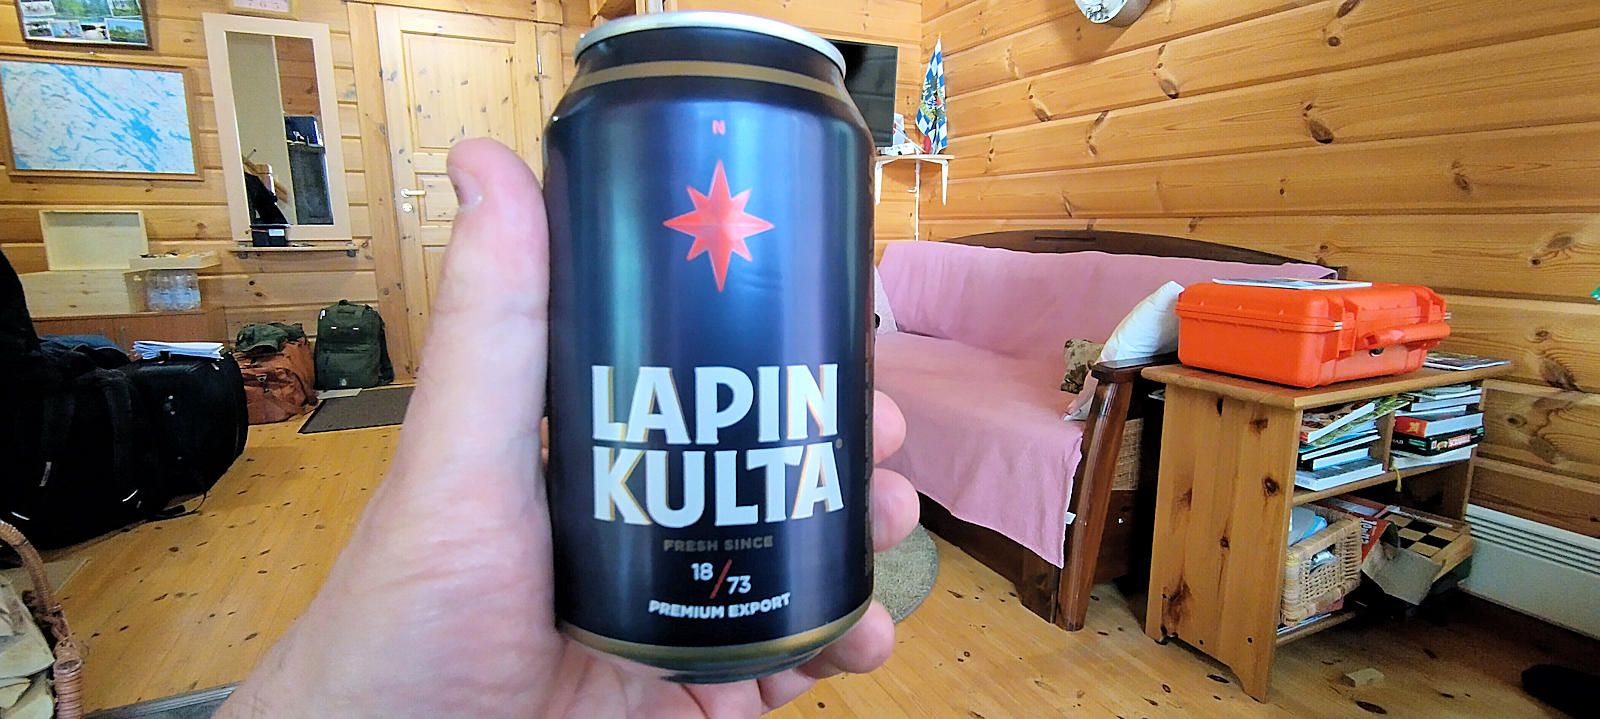 N
LAPIN
KULTA
FRESH SINCE
18/73
PREMIUM EXPORT